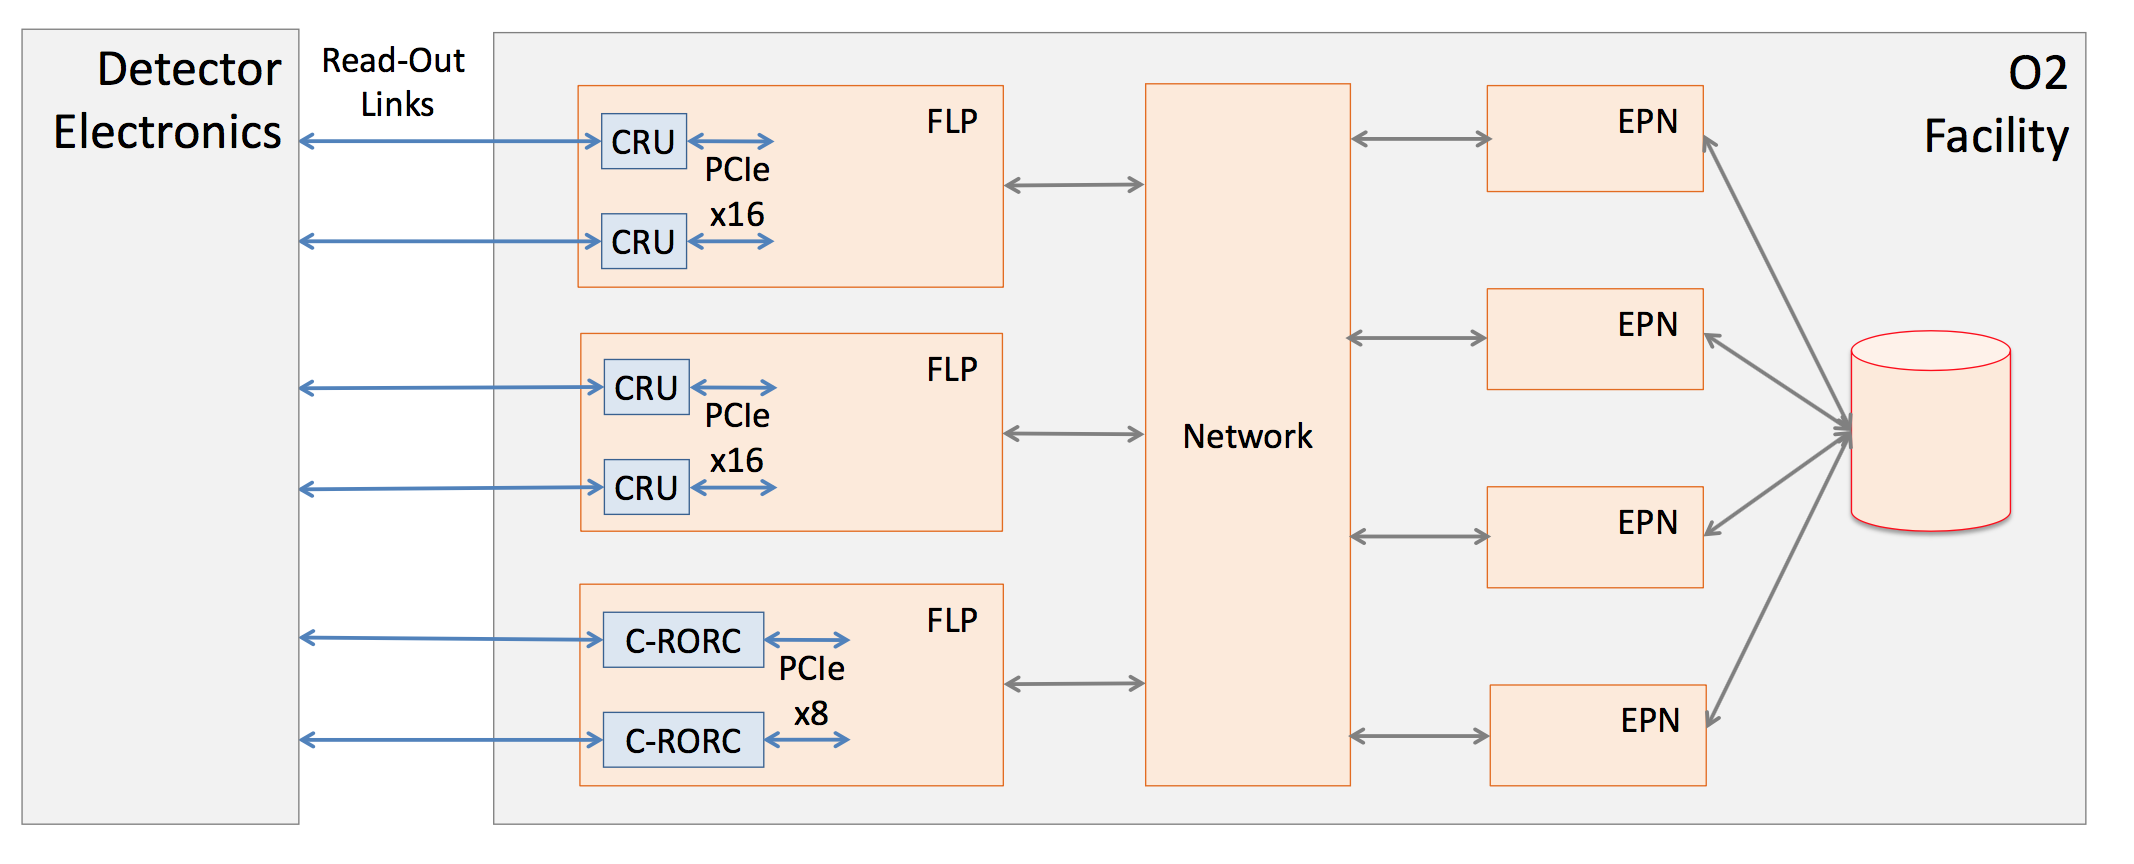 Detector
Electronics
Read-Out
Links
O2
Facility
CRU
PCIe
x16
CRU
FLP
CRU
PCIe
x16
CRU
FLP
C-RORC
PCIe
x8
C-RORC
FLP
Network
EPN
EPN
EPN
EPN